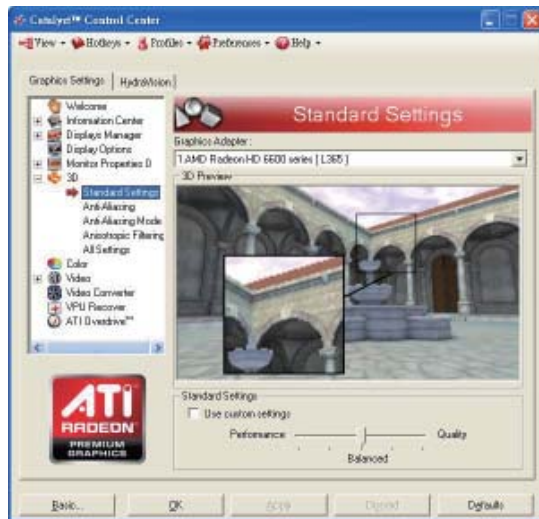 Catalyst™ Control Center
View Hotkeys Profiles Preferences Help
Graphics Settings HydraVision
Welcome
Information Center
Displays Manager
Display Options
Monitor Properties 0
3D
Standard Settings
Anti-Aliasing
Anti-Aliasing Mode
Anisotropic Filtering
All Settings
Color
Video
Video Converter
VPU Recover
ATI Overdrive™
ATI
RADEON
PREMIUM
GRAPHICS
Standard Settings
Graphics Adapter:
1 AMD Radeon HD 6600 series [ L365 ]
3D Preview
Standard Settings
Use custom settings
Performance Quality
Balanced
Basic... OK Apply Discard Defaults